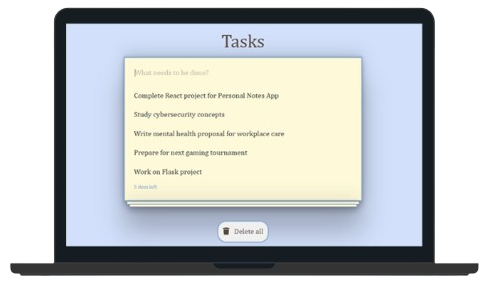 Tasks
What needs to be done?
Complete React project for Personal Notes App
Study cybersecurity concepts
Write mental health proposal for workplace care
Prepare for next gaming tournament
Work on Flask project
5 item left
Delete all